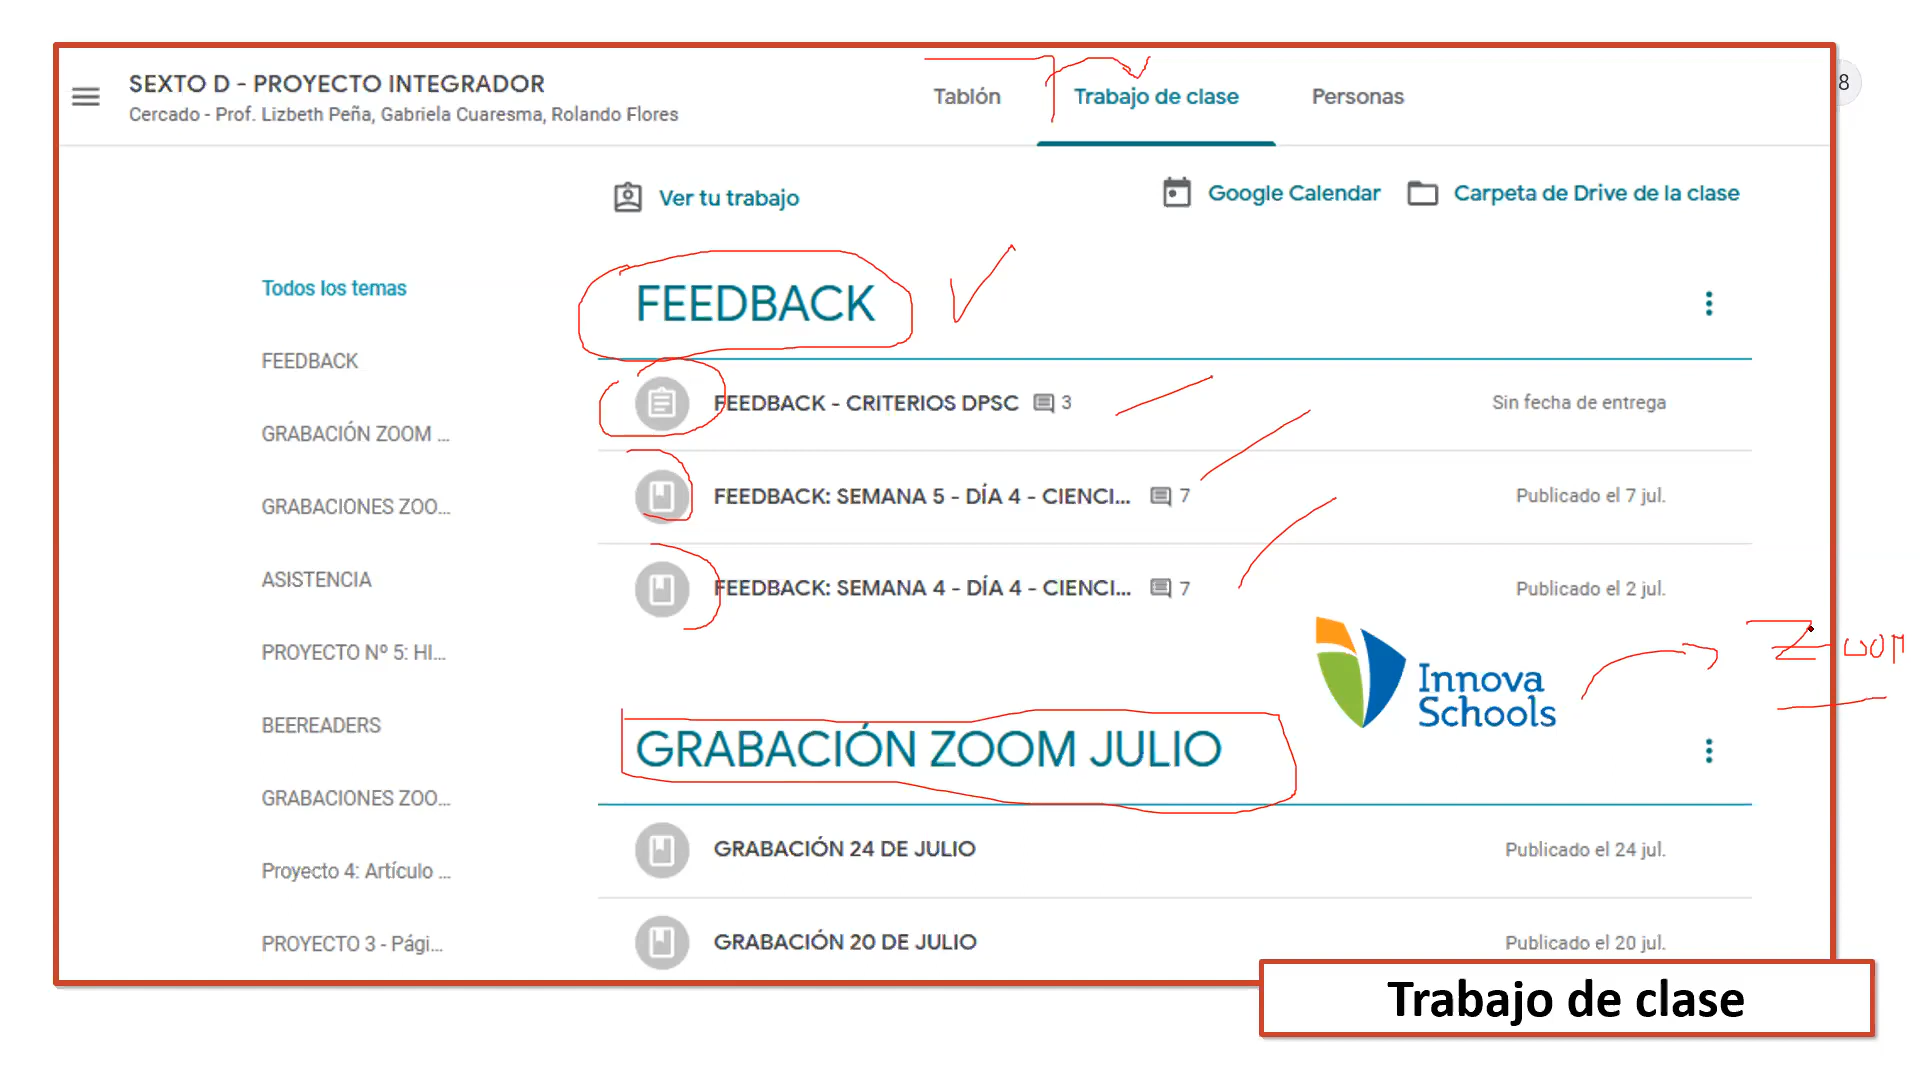 SEXTO D - PROYECTO INTEGRADOR
Cercado - Prof. Lizbeth Peña, Gabriela Cuaresma, Rolando Flores
Tablón
Trabajo de clase
Personas
8
Ver tu trabajo
Google Calendar
Carpeta de Drive de la clase
Todos los temas
FEEDBACK
GRABACIÓN ZOOM ...
GRABACIONES ZOO...
ASISTENCIA
PROYECTO Nº 5: HI...
BEEREADERS
GRABACIONES ZOO...
Proyecto 4: Artículo ...
PROYECTO 3 - Pági...
FEEDBACK
FEEDBACK - CRITERIOS DPSC 3
Sin fecha de entrega
FEEDBACK: SEMANA 5 - DÍA 4 - CIENCI... 7
Publicado el 7 jul.
FEEDBACK: SEMANA 4 - DÍA 4 - CIENCI... 7
Publicado el 2 jul.
Innova
Schools
GRABACIÓN ZOOM JULIO
GRABACIÓN 24 DE JULIO
Publicado el 24 jul.
GRABACIÓN 20 DE JULIO
Publicado el 20 jul.
Trabajo de clase